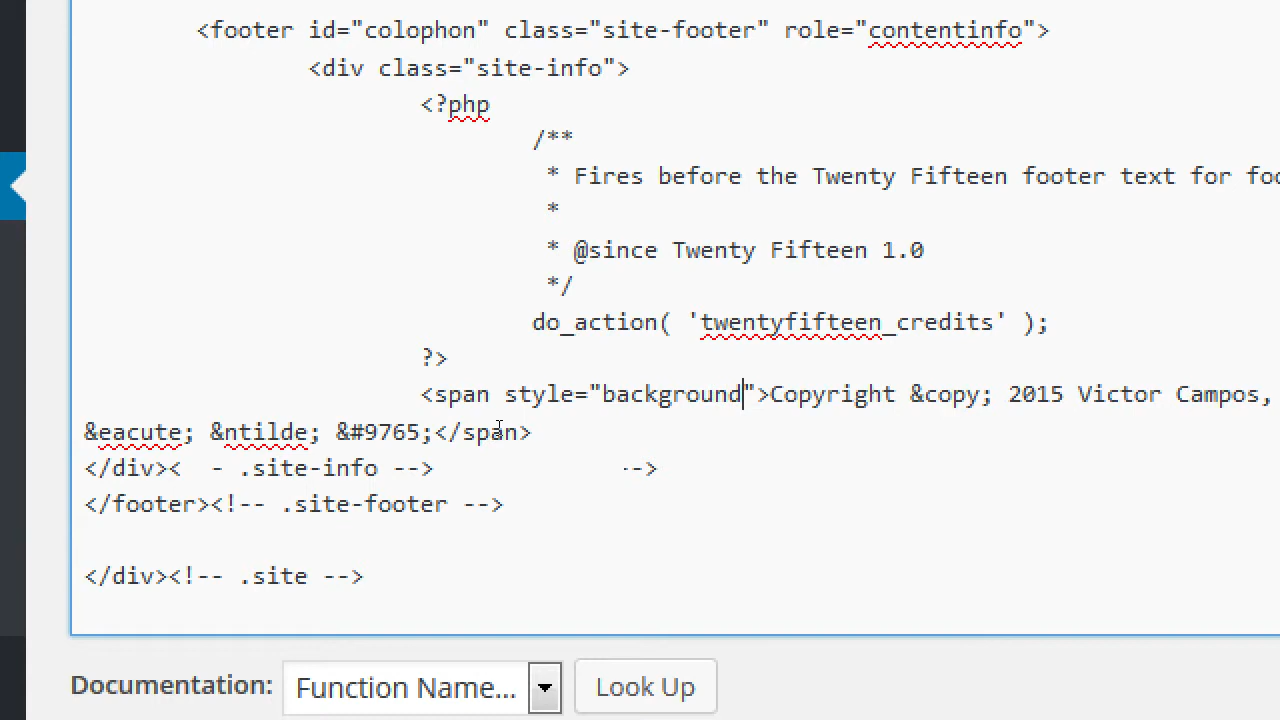 <footer id="colophon" class="site-footer" role="contentinfo">
<div class="site-info">
<?php
/**
* Fires before the Twenty Fifteen footer text for
*
* @since Twenty Fifteen 1.0
*/
do_action( 'twentyfifteen_credits' );
?>
<span style="background">Copyright &copy; 2015 Victor Campos,
&eacute; &ntilde; &#9765;</span>
</div>< - .site-info --> -->
</footer><!-- .site-footer -->
</div><!-- .site -->
Documentation: Function Name... Look Up